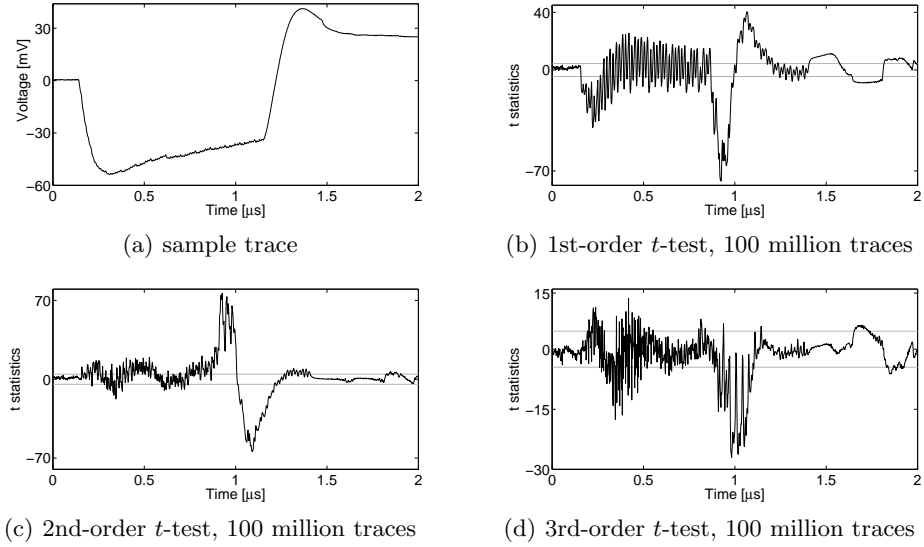 30
0
−30
−60
Voltage [mV]
0
0.5
1
1.5
2
Time [µs]
(a) sample trace
40
0
−70
t statistics
0
0.5
1
1.5
2
Time [µs]
(b) 1st-order t-test, 100 million traces
70
0
−70
t statistics
0
0.5
1
1.5
2
Time [µs]
(c) 2nd-order t-test, 100 million traces
15
0
−15
−30
t statistics
0
0.5
1
1.5
2
Time [µs]
(d) 3rd-order t-test, 100 million traces